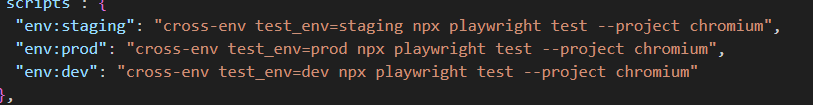 scripts : {
"env:staging": "cross-env test_env=staging npx playwright test --project chromium",
"env:prod": "cross-env test_env=prod npx playwright test --project chromium",
"env:dev": "cross-env test_env=dev npx playwright test --project chromium"
},